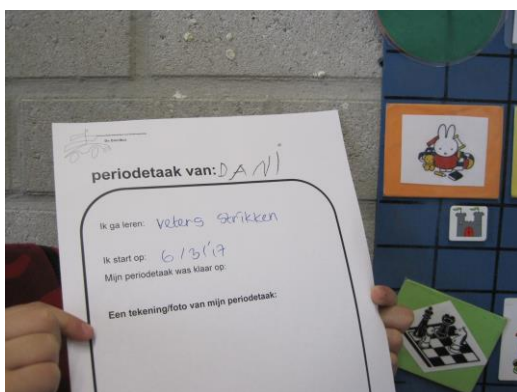 periodetaak van: DANI
Ik ga leren: veters strikken
Ik start op: 6/3/'17
Mijn periodetaak was klaar op:
Een tekening/foto van mijn periodetaak: